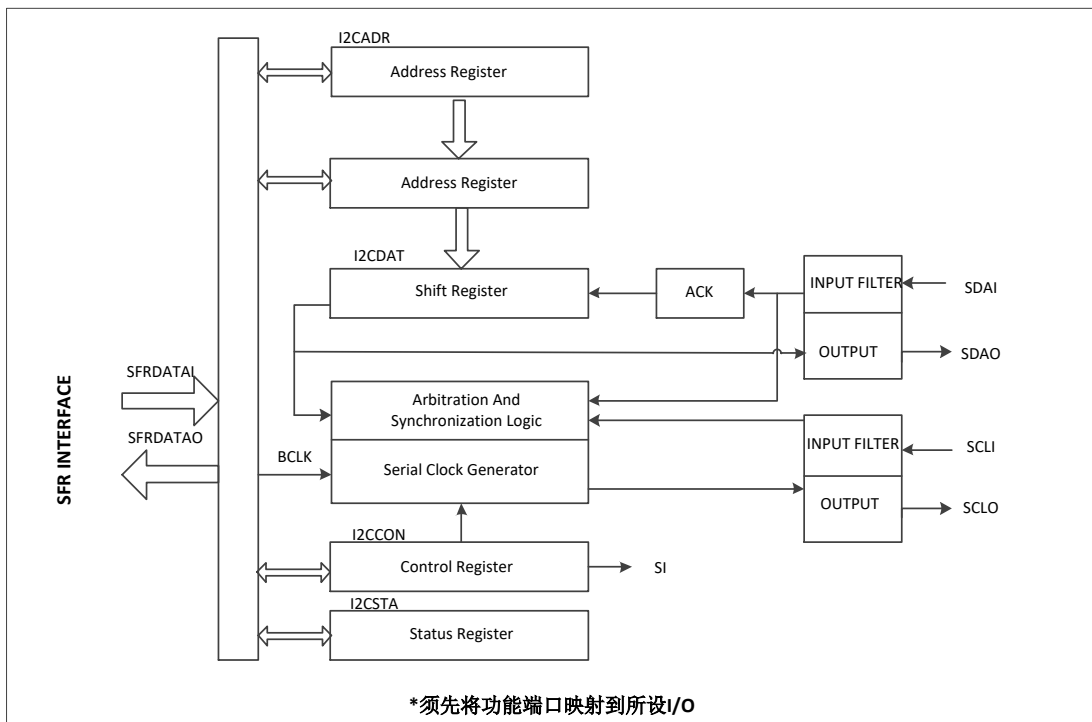 I2CADR
Address Register
Address Register
I2CDAT
Shift Register
ACK
INPUT FILTER
SDAI
OUTPUT
SDAO
SFR INTERFACE
SFRDATAI
SFRDATAO
Arbitration And
Synchronization Logic
BCLK
Serial Clock Generator
INPUT FILTER
SCLI
OUTPUT
SCLO
I2CCON
Control Register
SI
I2CSTA
Status Register
*须先将功能端口映射到所设I/O